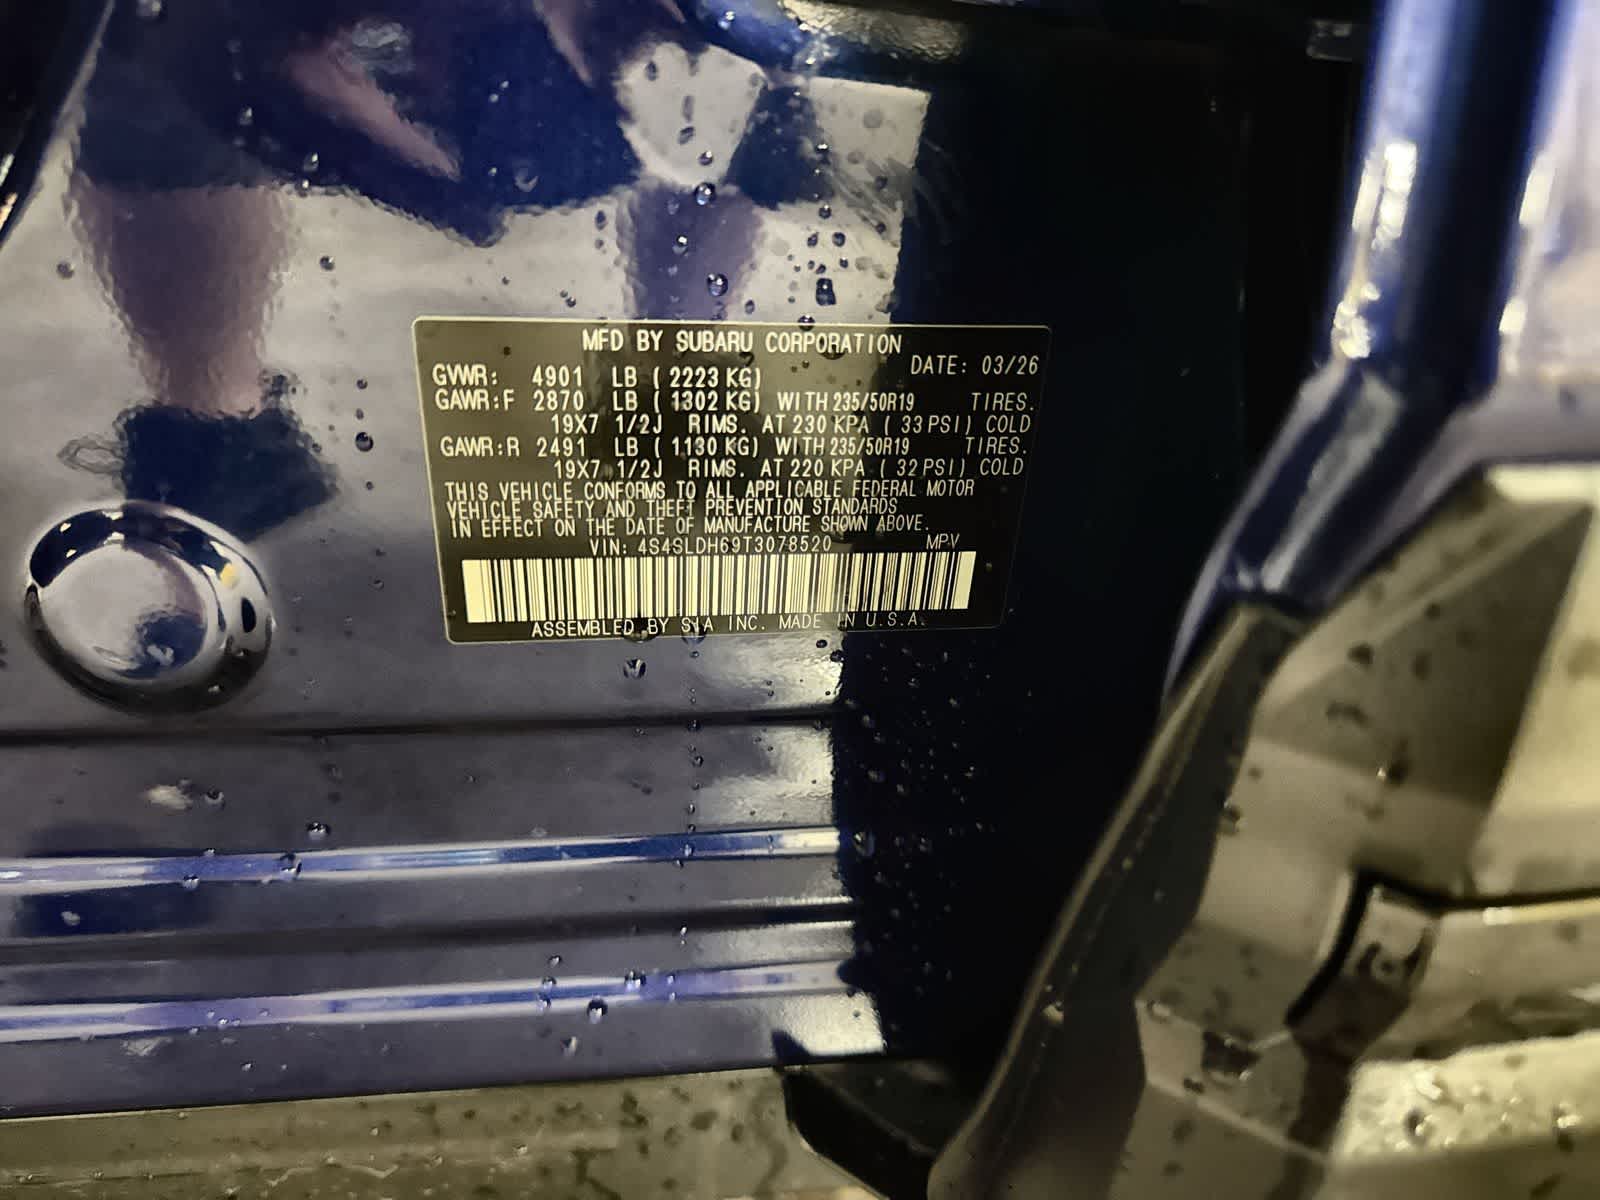 MFD BY SUBARU CORPORATION
DATE: 03/26
GVWR: 4901 LB ( 2223 KG)
GAWR:F 2870 LB ( 1302 KG) WITH 235/50R19 TIRES.
19X7 1/2J RIMS. AT 230 KPA ( 33 PSI) COLD
GAWR:R 2491 LB ( 1130 KG) WITH 235/50R19 TIRES.
19X7 1/2J RIMS. AT 220 KPA ( 32 PSI) COLD
THIS VEHICLE CONFORMS TO ALL APPLICABLE FEDERAL MOTOR
VEHICLE SAFETY AND THEFT PREVENTION STANDARDS
IN EFFECT ON THE DATE OF MANUFACTURE SHOWN ABOVE.
VIN: 4S4SLDH69T3078520 MPV
ASSEMBLED BY SIA INC. MADE IN U.S.A.